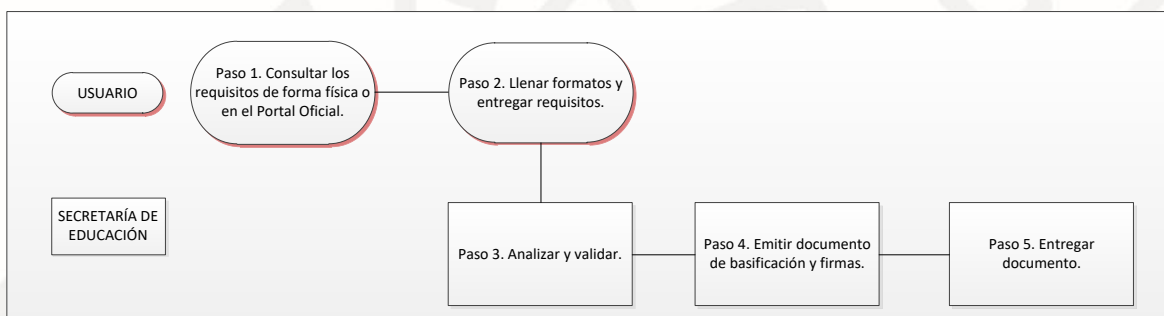 USUARIO
Paso 1. Consultar los
requisitos de forma física o
en el Portal Oficial.
Paso 2. Llenar formatos y
entregar requisitos.
SECRETARÍA DE
EDUCACIÓN
Paso 3. Analizar y validar.
Paso 4. Emitir documento
de basificación y firmas.
Paso 5. Entregar
documento.